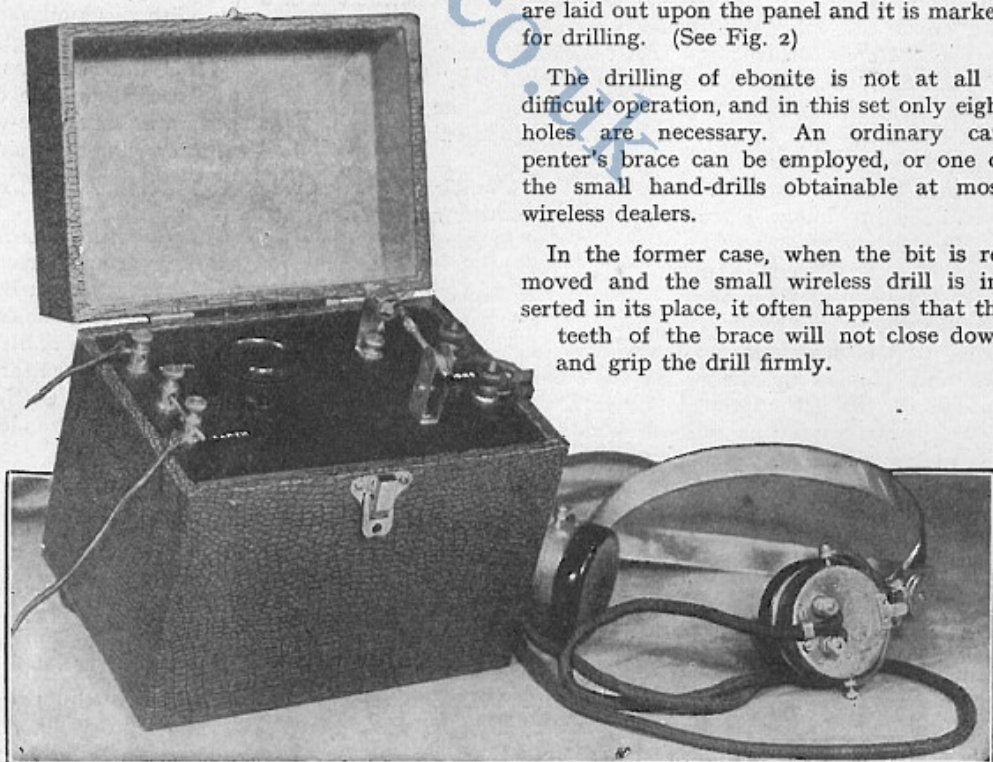 are laid out upon the panel and it is marke
for drilling. (See Fig. 2)
The drilling of ebonite is not at all
difficult operation, and in this set only eigh
holes are necessary. An ordinary ca
penter's brace can be employed, or one o
the small hand-drills obtainable at mos
wireless dealers.
In the former case, when the bit is re
moved and the small wireless drill is in
serted in its place, it often happens that th
teeth of the brace will not close dow
and grip the drill firmly.
co.uk
EARTH